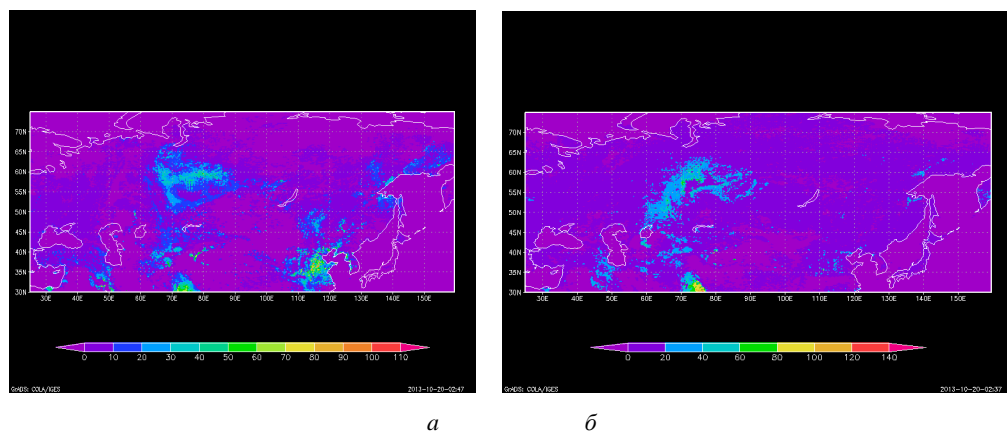 75N
70N
65N
60N
55N
50N
45N
40N
35N
30N
30E 40E 50E 60E 70E 80E 90E 100E 110E 120E 130E 140E 150E
0 10 20 30 40 50 60 70 80 90 100 110
GrADS: COLA/IGES 2013-10-20-02:47
75N
70N
65N
60N
55N
50N
45N
40N
35N
30N
30E 40E 50E 60E 70E 80E 90E 100E 110E 120E 130E 140E 150E
0 20 40 60 80 100 120 140
GrADS: COLA/IGES 2013-10-20-02:37
а б